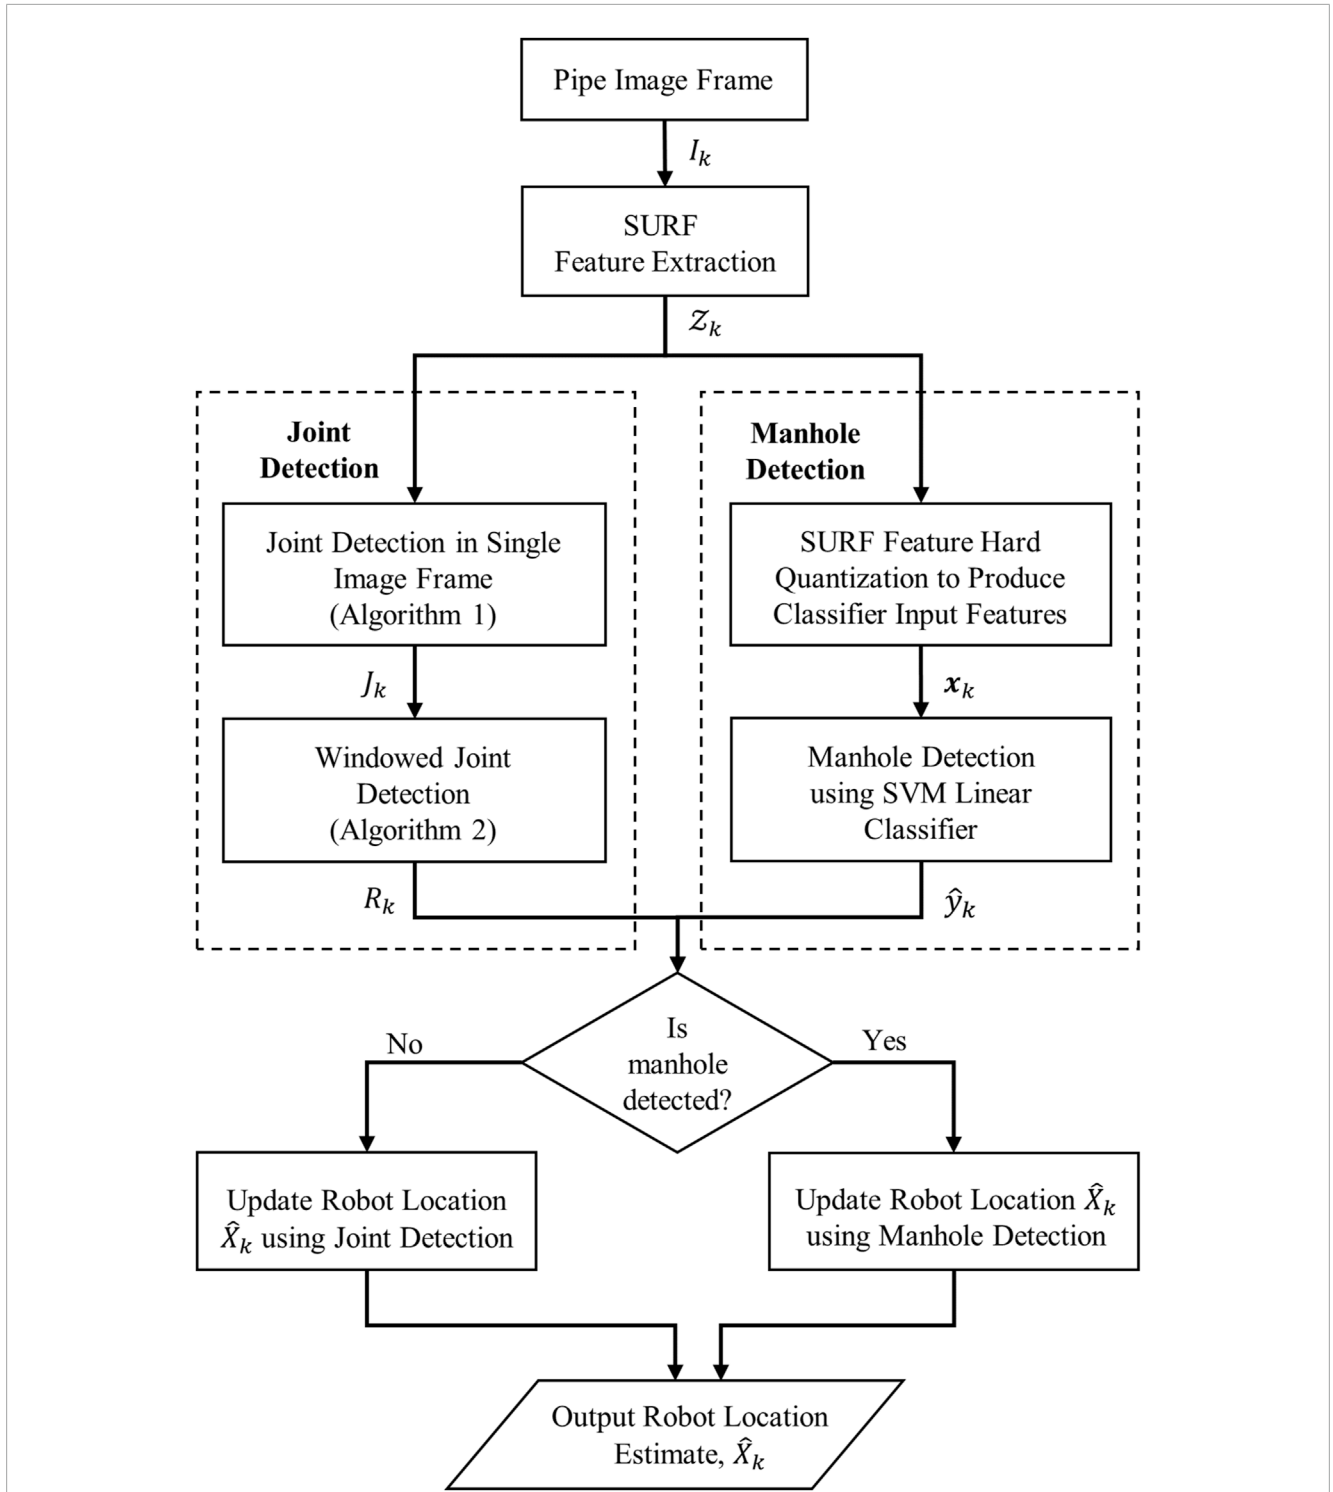 Pipe Image Frame
I_k
SURF
Feature Extraction
𝒵_k
Joint
Detection
Joint Detection in Single
Image Frame
(Algorithm 1)
J_k
Windowed Joint
Detection
(Algorithm 2)
R_k
Manhole
Detection
SURF Feature Hard
Quantization to Produce
Classifier Input Features
x_k
Manhole Detection
using SVM Linear
Classifier
ŷ_k
Is
manhole
detected?
No
Yes
Update Robot Location
X̂_k using Joint Detection
Update Robot Location X̂_k
using Manhole Detection
Output Robot Location
Estimate, X̂_k